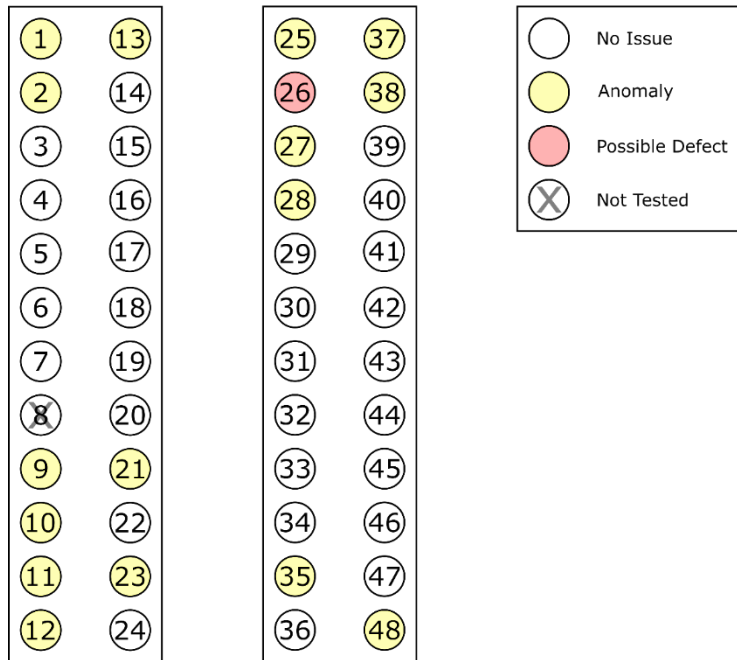 1 13 25 37 No Issue
2 14 26 38 Anomaly
3 15 27 39 Possible Defect
4 16 28 40 X Not Tested
5 17 29 41
6 18 30 42
7 19 31 43
8 20 32 44
9 21 33 45
10 22 34 46
11 23 35 47
12 24 36 48